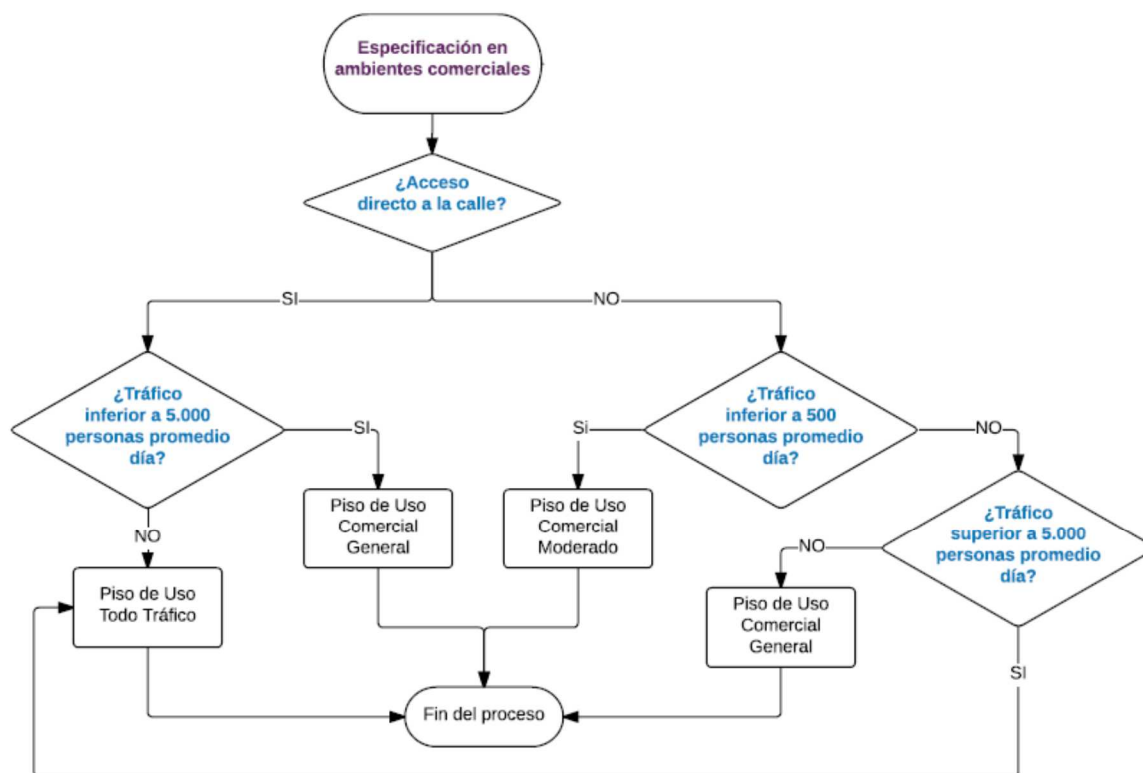 Especificación en
ambientes comerciales
¿Acceso
directo a la calle?
SI
NO
¿Tráfico
inferior a 5.000
personas promedio
día?
SI
NO
Piso de Uso
Comercial
General
Piso de Uso
Todo Tráfico
¿Tráfico
inferior a 500
personas promedio
día?
Si
NO
Piso de Uso
Comercial
Moderado
¿Tráfico
superior a 5.000
personas promedio
día?
NO
SI
Piso de Uso
Comercial
General
Fin del proceso